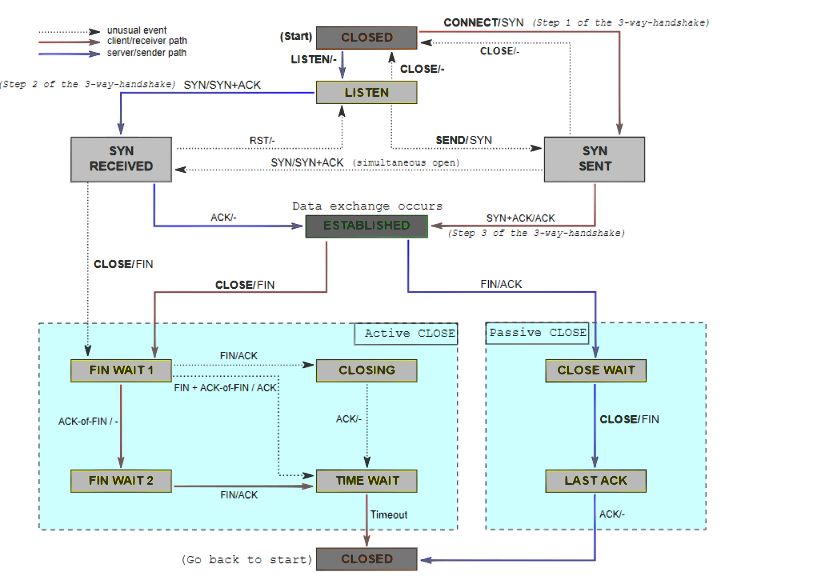 unusual event
client/receiver path
server/sender path
CONNECT/SYN (Step 1 of the 3-way-handshake)
(Start) CLOSED
CLOSE/-
LISTEN/-
CLOSE/-
(Step 2 of the 3-way-handshake) SYN/SYN+ACK
LISTEN
RST/-
SEND/SYN
SYN
RECEIVED
SYN
SENT
SYN/SYN+ACK (simultaneous open)
Data exchange occurs
ACK/-
ESTABLISHED
SYN+ACK/ACK
(Step 3 of the 3-way-handshake)
CLOSE/FIN
CLOSE/FIN
FIN/ACK
Active CLOSE
Passive CLOSE
FIN/ACK
FIN WAIT 1
CLOSING
CLOSE WAIT
FIN + ACK-of-FIN / ACK
ACK-of-FIN / -
ACK/-
CLOSE/FIN
FIN WAIT 2
TIME WAIT
LAST ACK
FIN/ACK
Timeout
ACK/-
(Go back to start) CLOSED